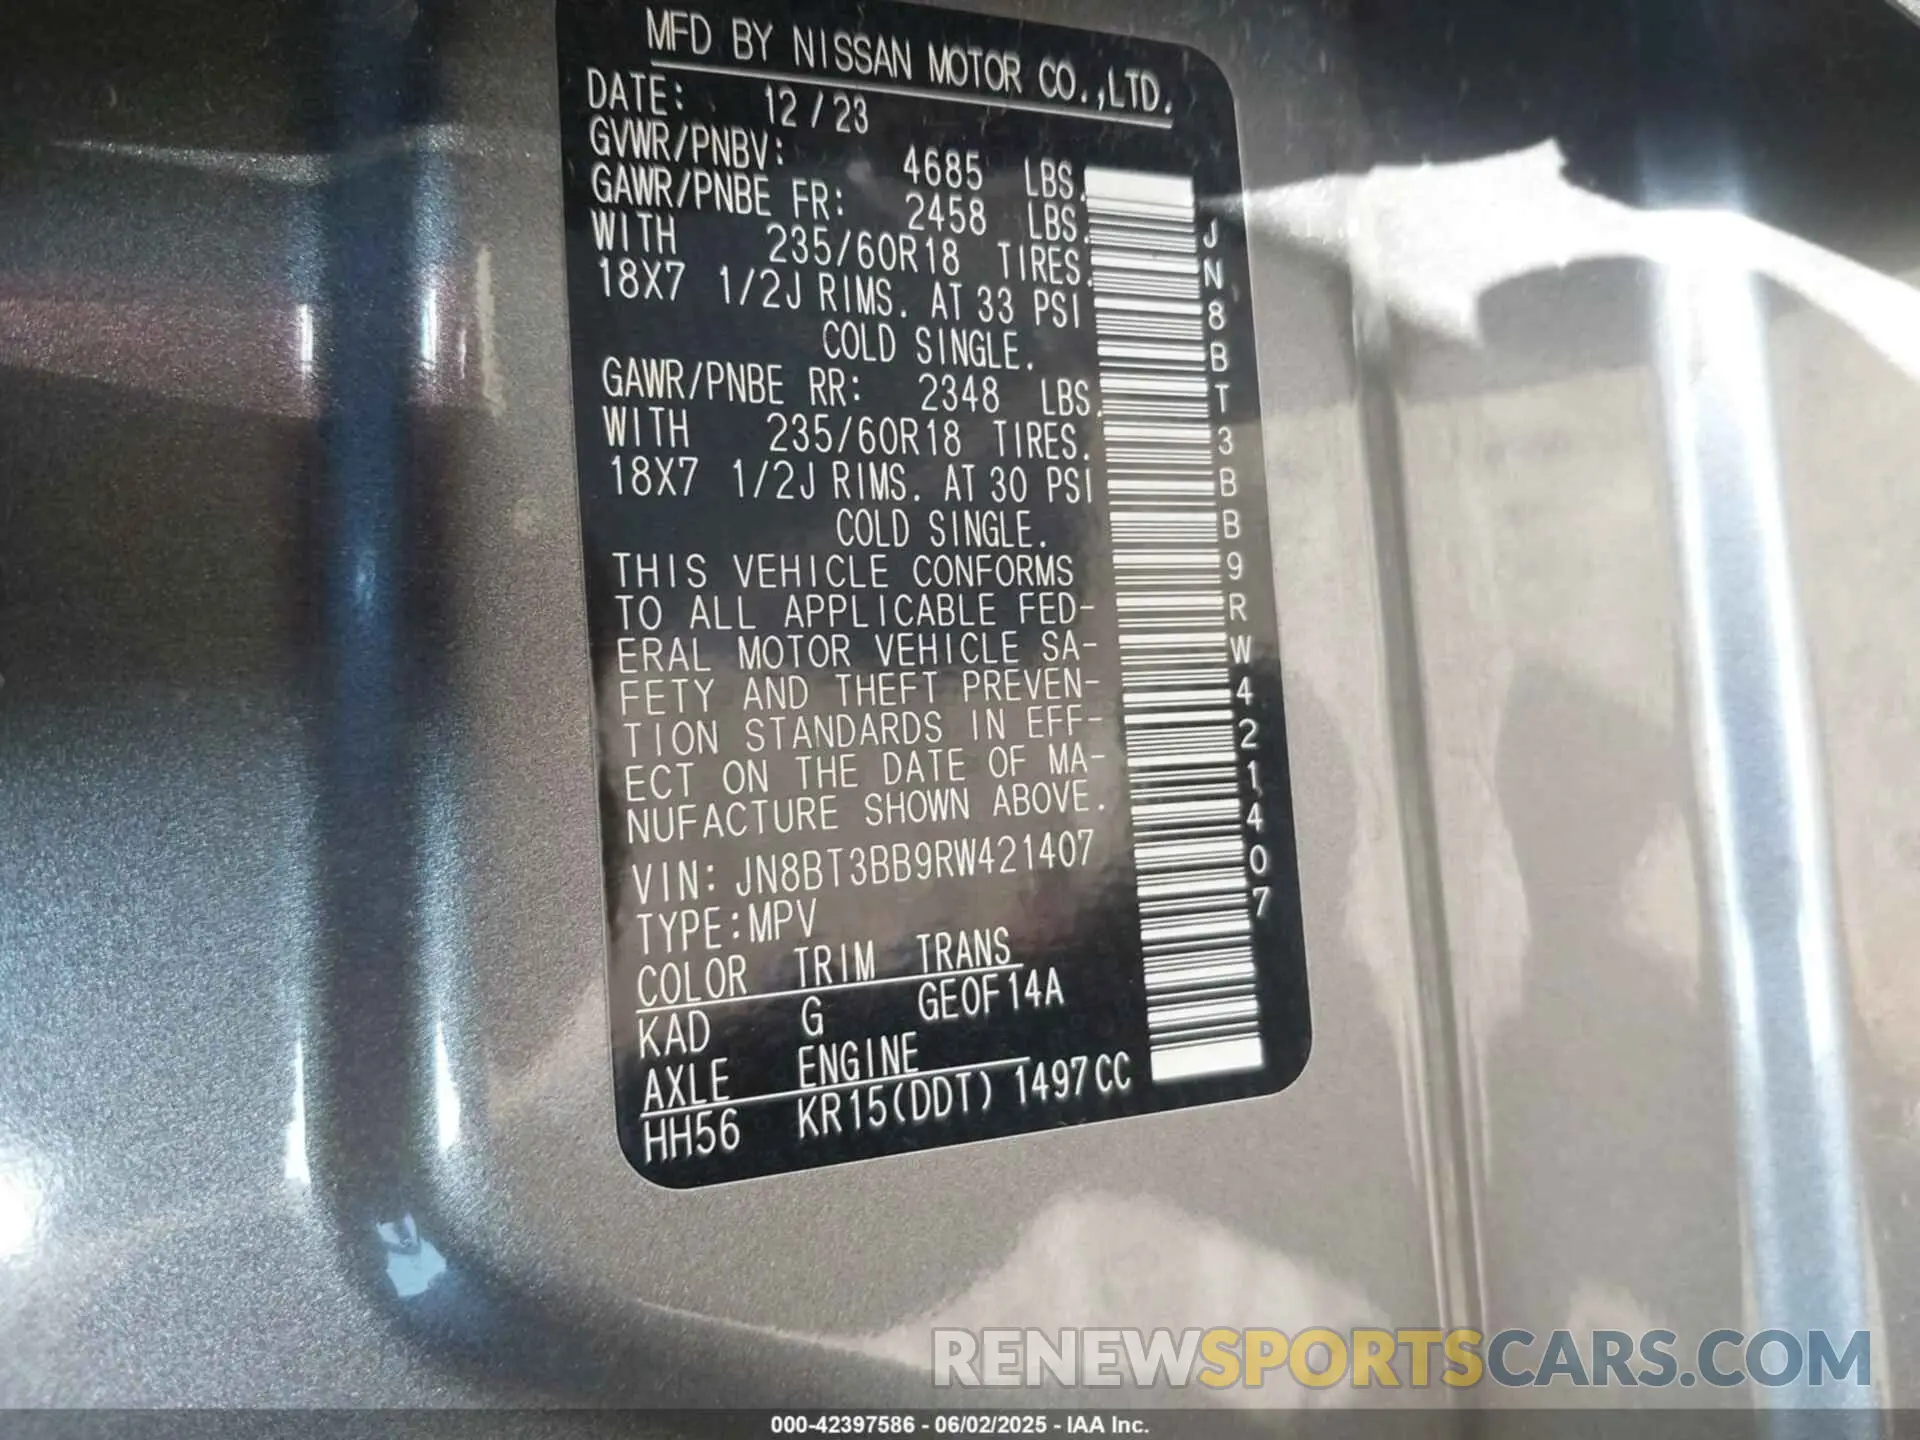 MFD BY NISSAN MOTOR CO.,LTD.
DATE: 12/23
GVWR/PNBV: 4685 LBS.
GAWR/PNBE FR: 2458 LBS.
WITH 235/60R18 TIRES.
18X7 1/2J RIMS. AT 33 PSI
COLD SINGLE.
GAWR/PNBE RR: 2348 LBS.
WITH 235/60R18 TIRES.
18X7 1/2J RIMS. AT 30 PSI
COLD SINGLE.
THIS VEHICLE CONFORMS
TO ALL APPLICABLE FED-
ERAL MOTOR VEHICLE SA-
FETY AND THEFT PREVEN-
TION STANDARDS IN EFF-
ECT ON THE DATE OF MA-
NUFACTURE SHOWN ABOVE.
VIN: JN8BT3BB9RW421407
TYPE:MPV
COLOR TRIM TRANS
KAD G GE0F14A
AXLE ENGINE
HH56 KR15(DDT) 1497CC
JN8BT3BB9RW421407
RENEWSPORTSCARS.COM
000-42397586 - 06/02/2025 - IAA Inc.